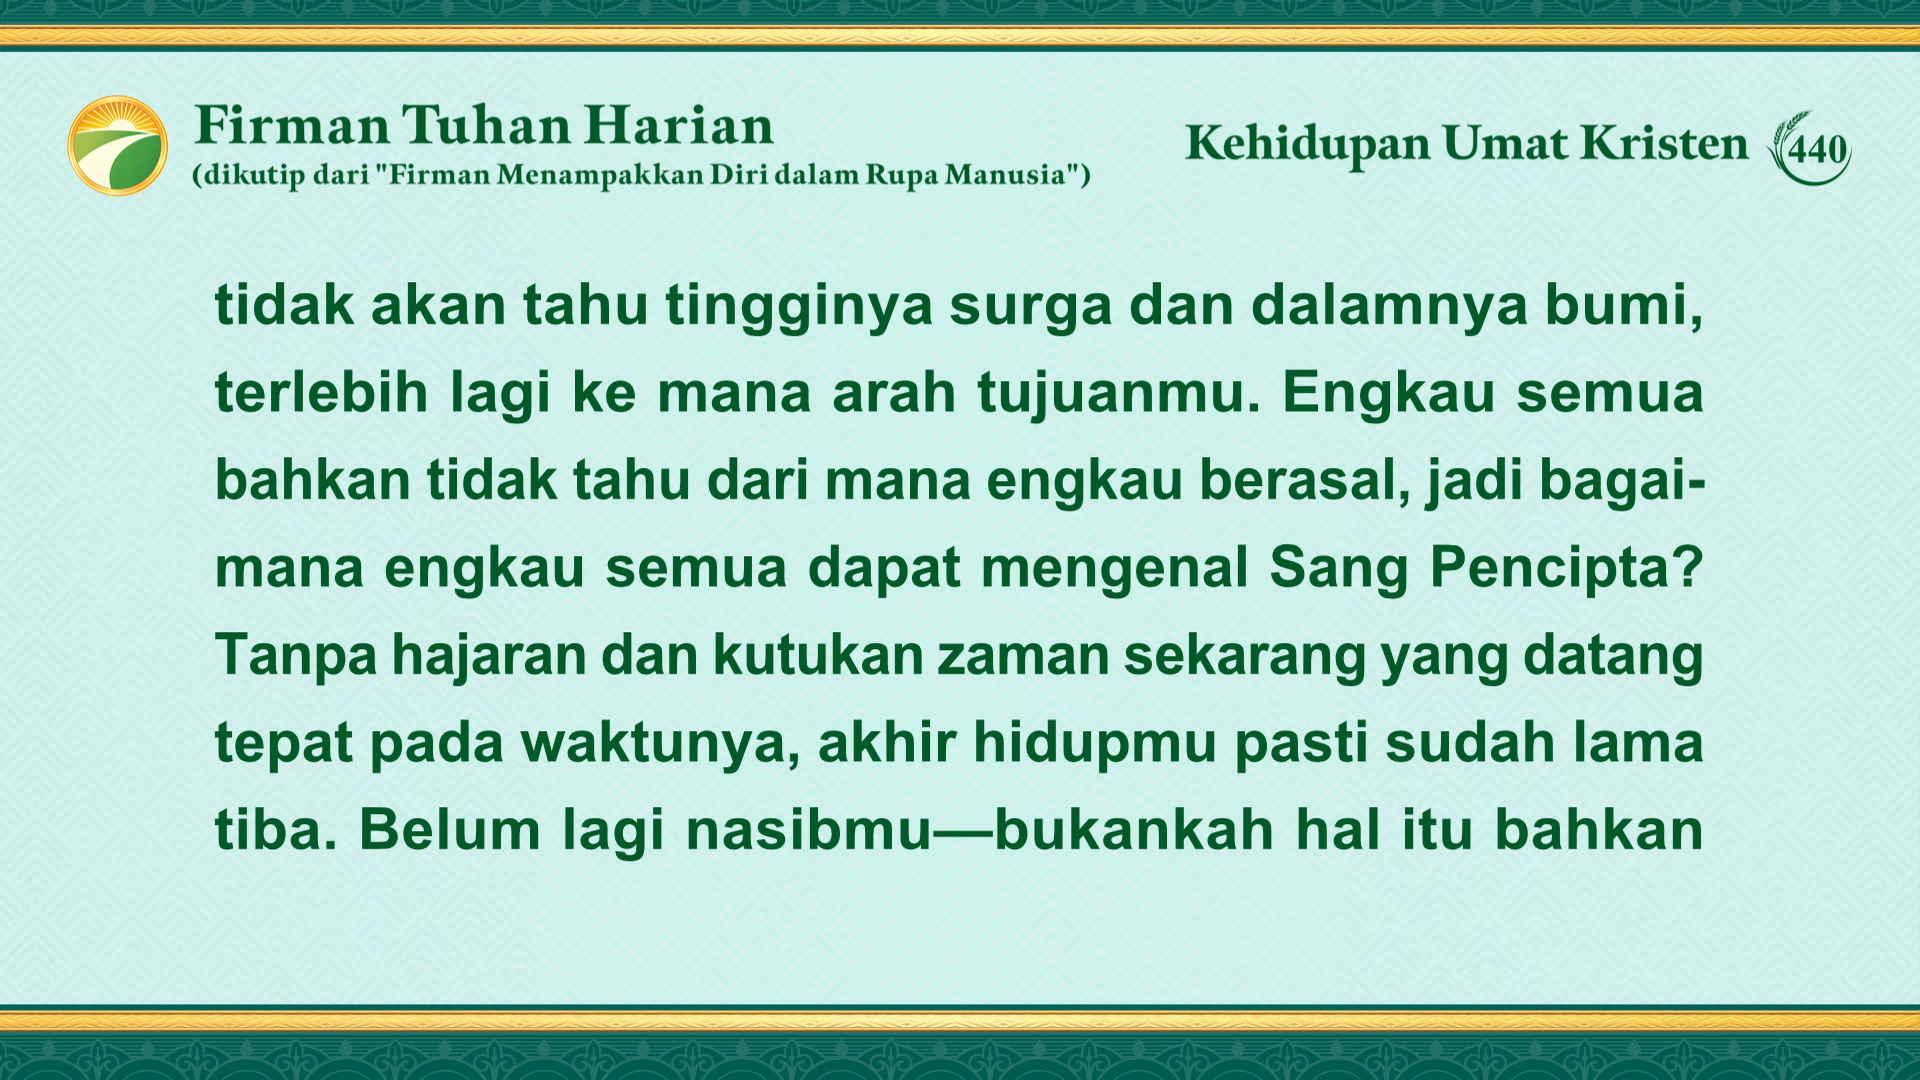 Firman Tuhan Harian
(dikutip dari "Firman Menampakkan Diri dalam Rupa Manusia")
Kehidupan Umat Kristen 440
tidak akan tahu tingginya surga dan dalamnya bumi,
terlebih lagi ke mana arah tujuanmu. Engkau semua
bahkan tidak tahu dari mana engkau berasal, jadi bagai-
mana engkau semua dapat mengenal Sang Pencipta?
Tanpa hajaran dan kutukan zaman sekarang yang datang
tepat pada waktunya, akhir hidupmu pasti sudah lama
tiba. Belum lagi nasibmu—bukankah hal itu bahkan